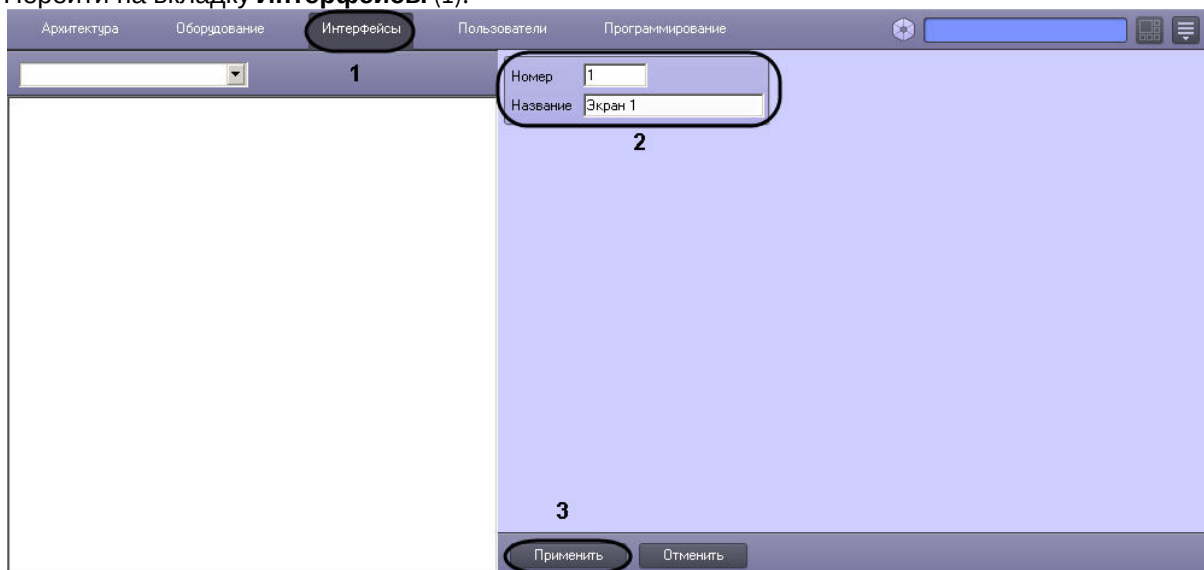 Перейти на вкладку Интерфейсы (1).
Архитектура Оборудование Интерфейсы Пользователи Программирование
1
Номер 1
Название Экран 1
2
3
Применить Отменить